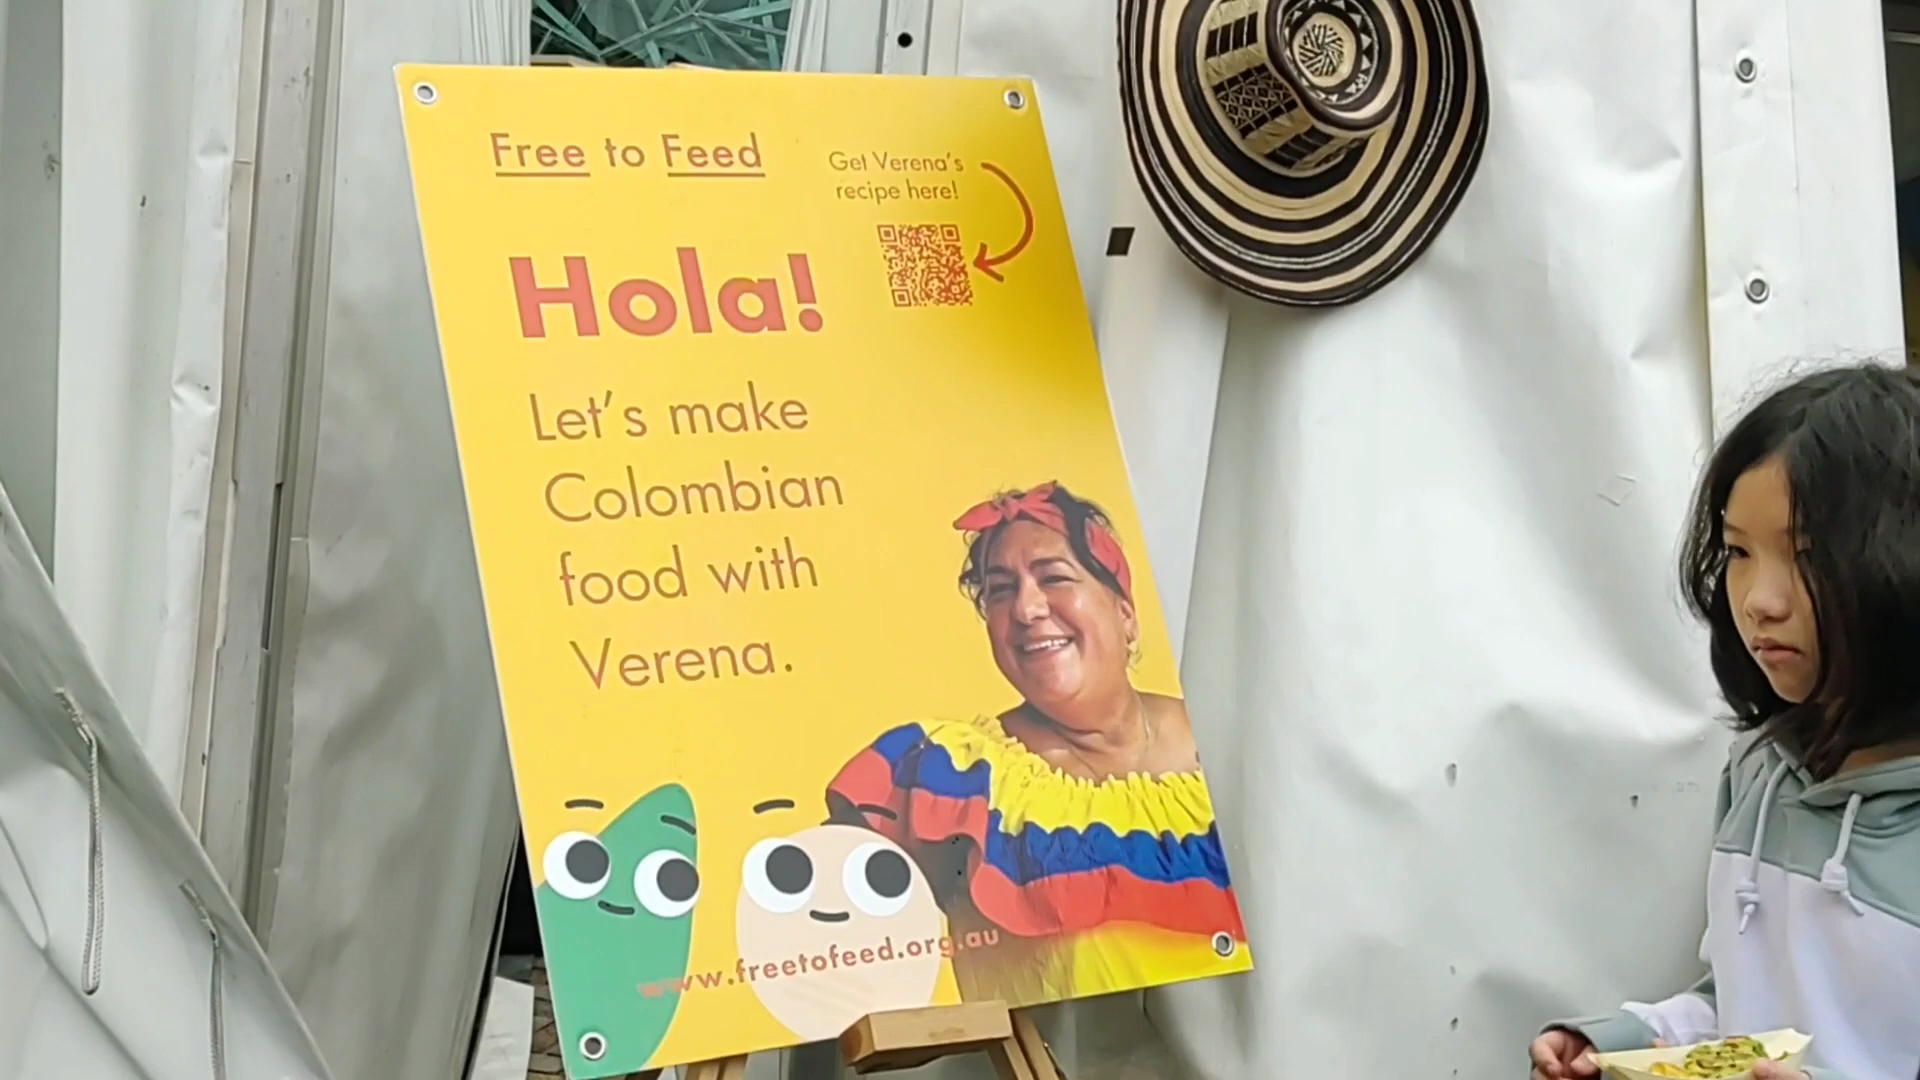 Free to Feed
Get Verena's
recipe here!
Hola!
Let's make
Colombian
food with
Verena.
www.freetofeed.org.au